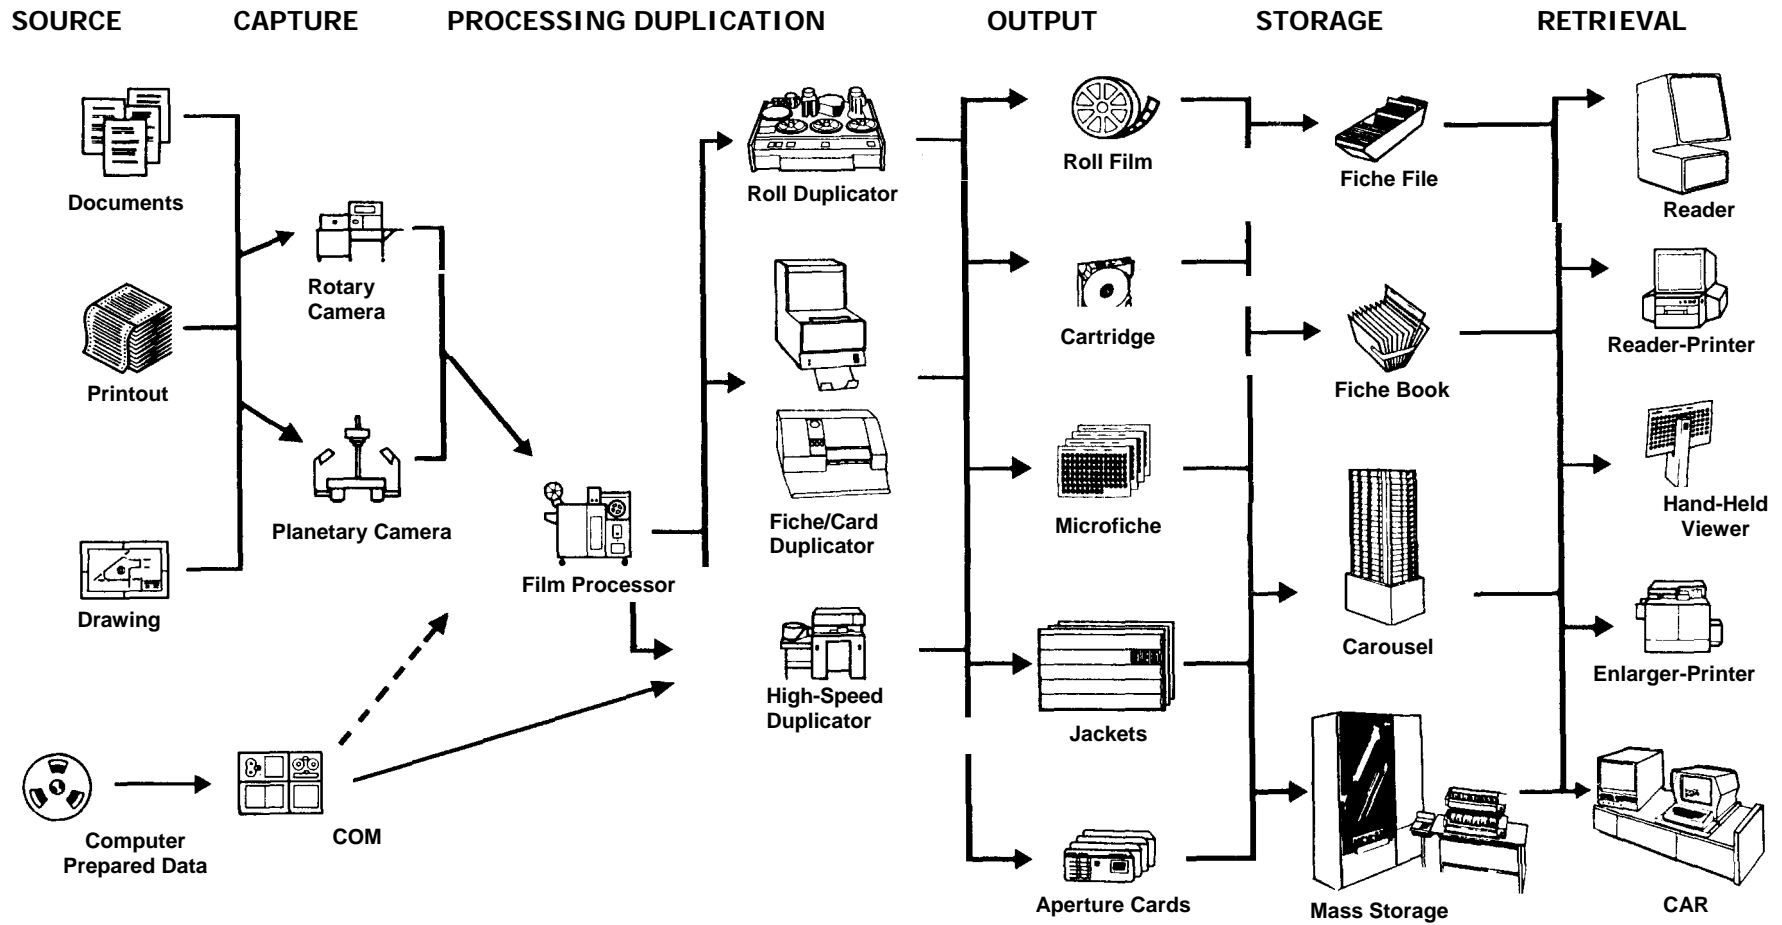 SOURCE CAPTURE PROCESSING DUPLICATION OUTPUT STORAGE RETRIEVAL
Documents
Printout
Drawing
Computer
Prepared Data
Rotary
Camera
Planetary Camera
COM
Film Processor
Roll Duplicator
Fiche/Card
Duplicator
High-Speed
Duplicator
Roll Film
Cartridge
Microfiche
Jackets
Aperture Cards
Fiche File
Fiche Book
Carousel
Mass Storage
Reader
Reader-Printer
Hand-Held
Viewer
Enlarger-Printer
CAR